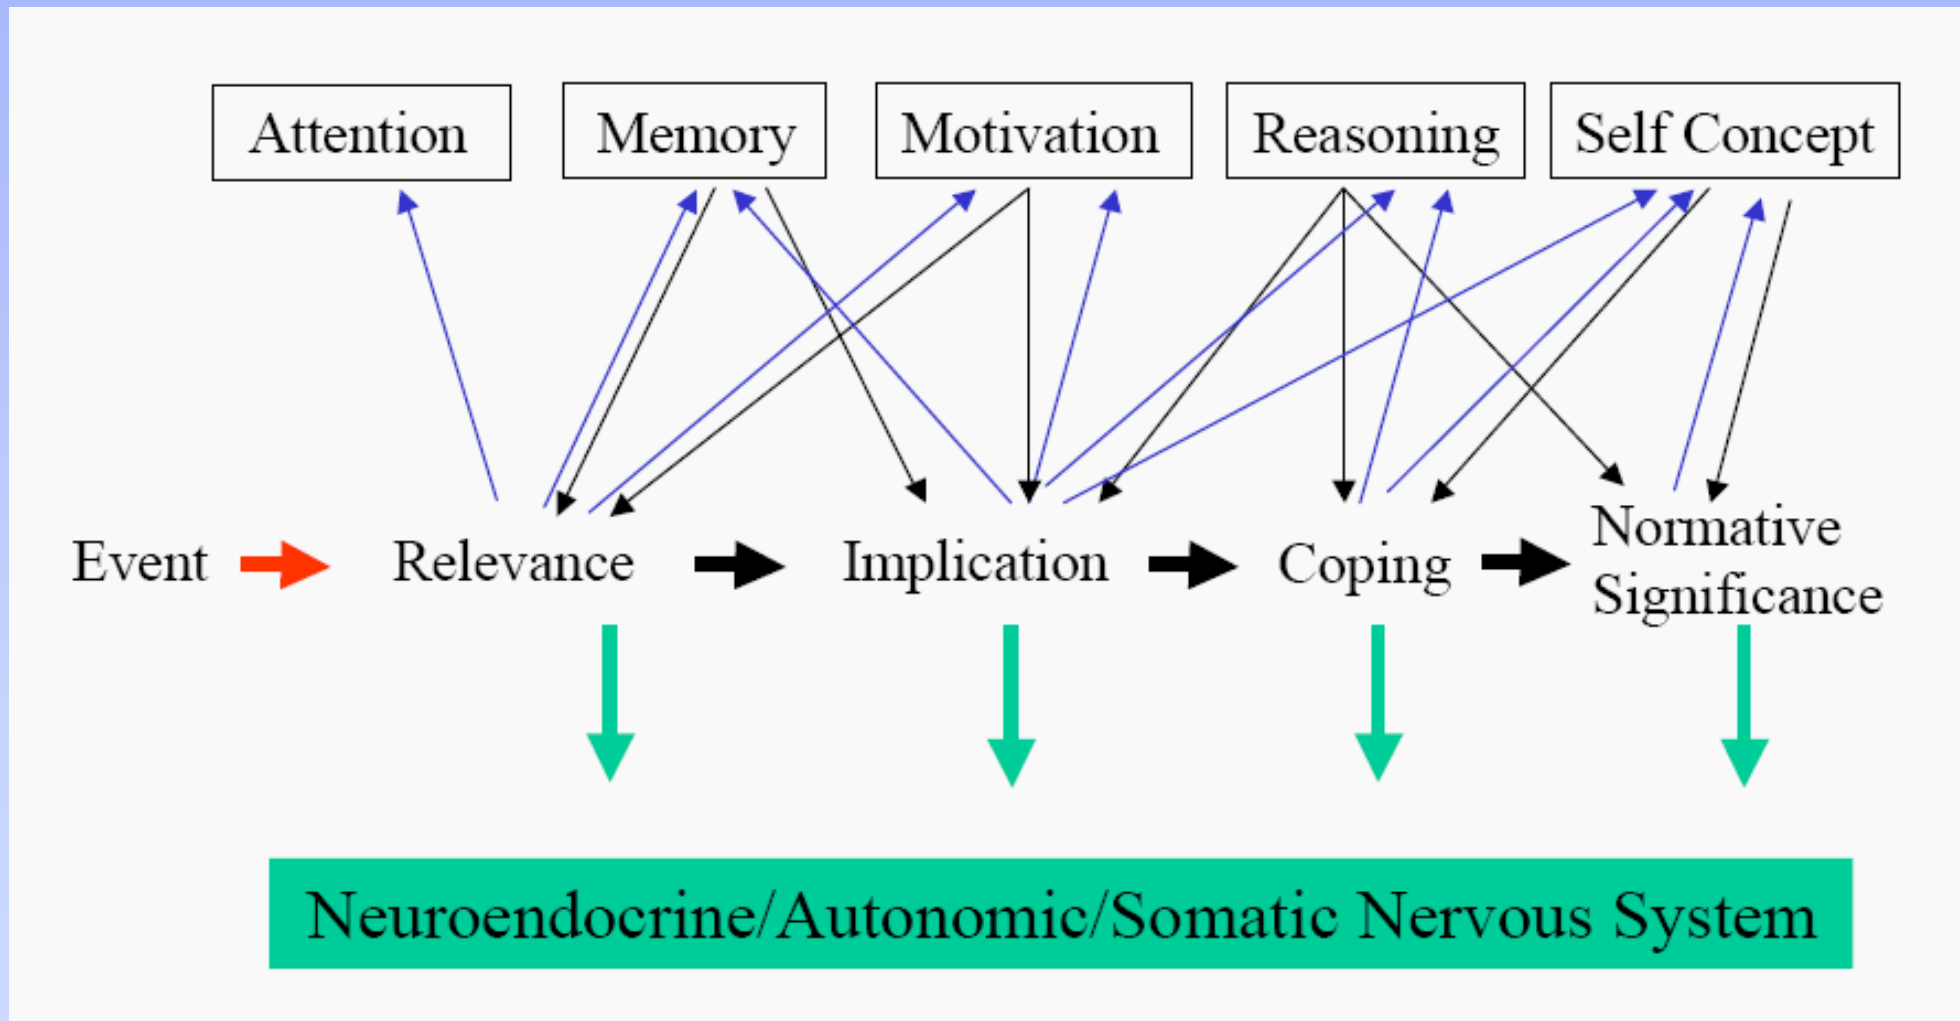 Attention
Memory
Motivation
Reasoning
Self Concept
Event
Relevance
Implication
Coping
Normative
Significance
Neuroendocrine/Autonomic/Somatic Nervous System